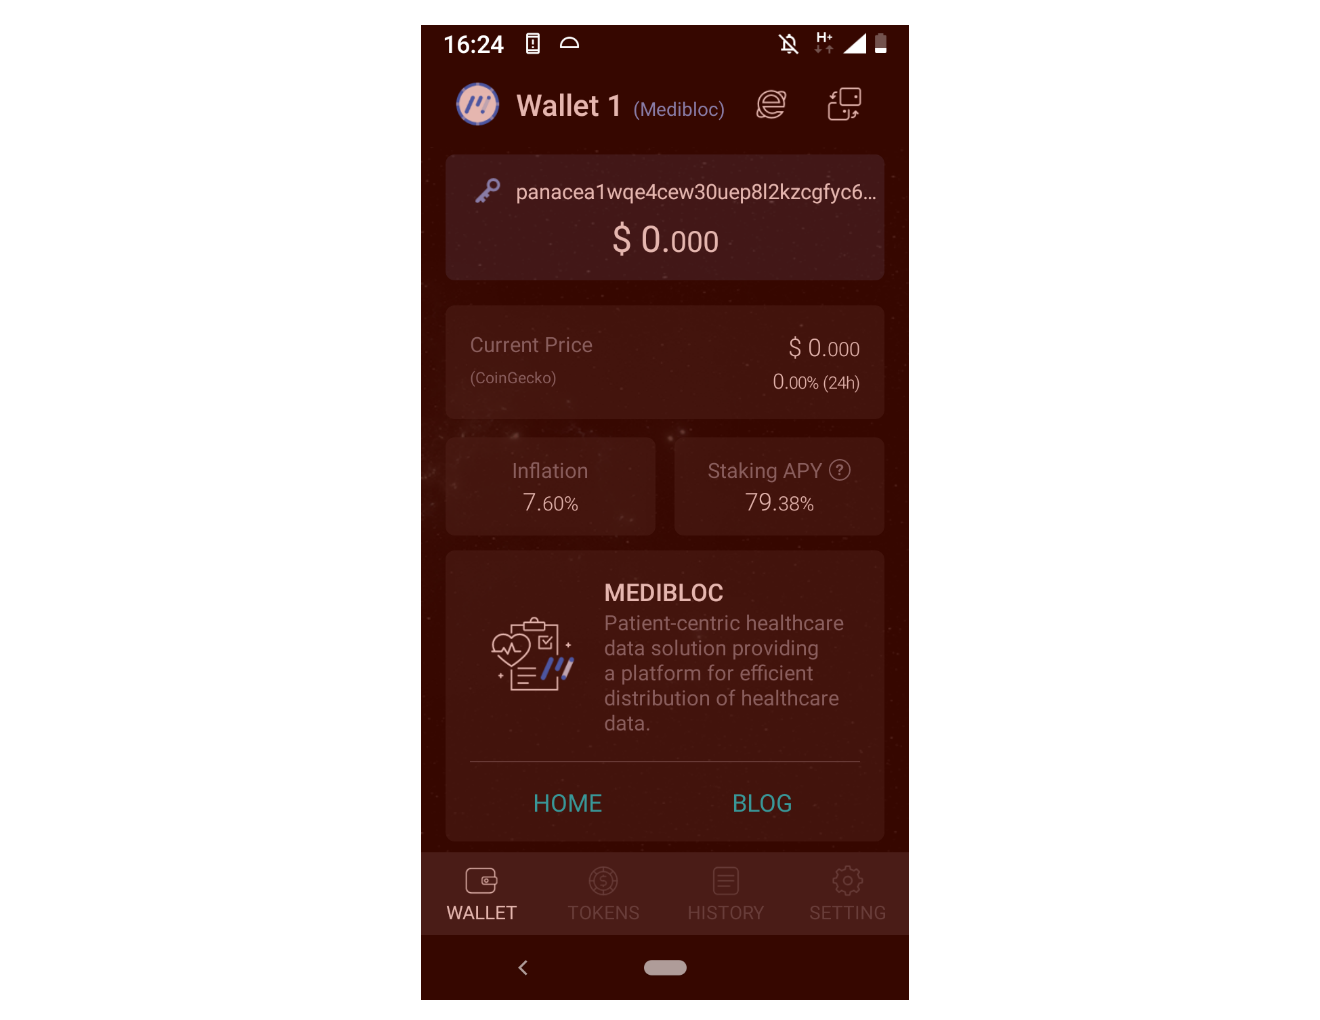 16:24 H+
Wallet 1 (Medibloc)
panacea1wqe4cew30uep8l2kzcgfyc6...
$ 0.000
Current Price $ 0.000
(CoinGecko) 0.00% (24h)
Inflation Staking APY ?
7.60% 79.38%
MEDIBLOC
Patient-centric healthcare
data solution providing
a platform for efficient
distribution of healthcare
data.
HOME BLOG
WALLET TOKENS HISTORY SETTING